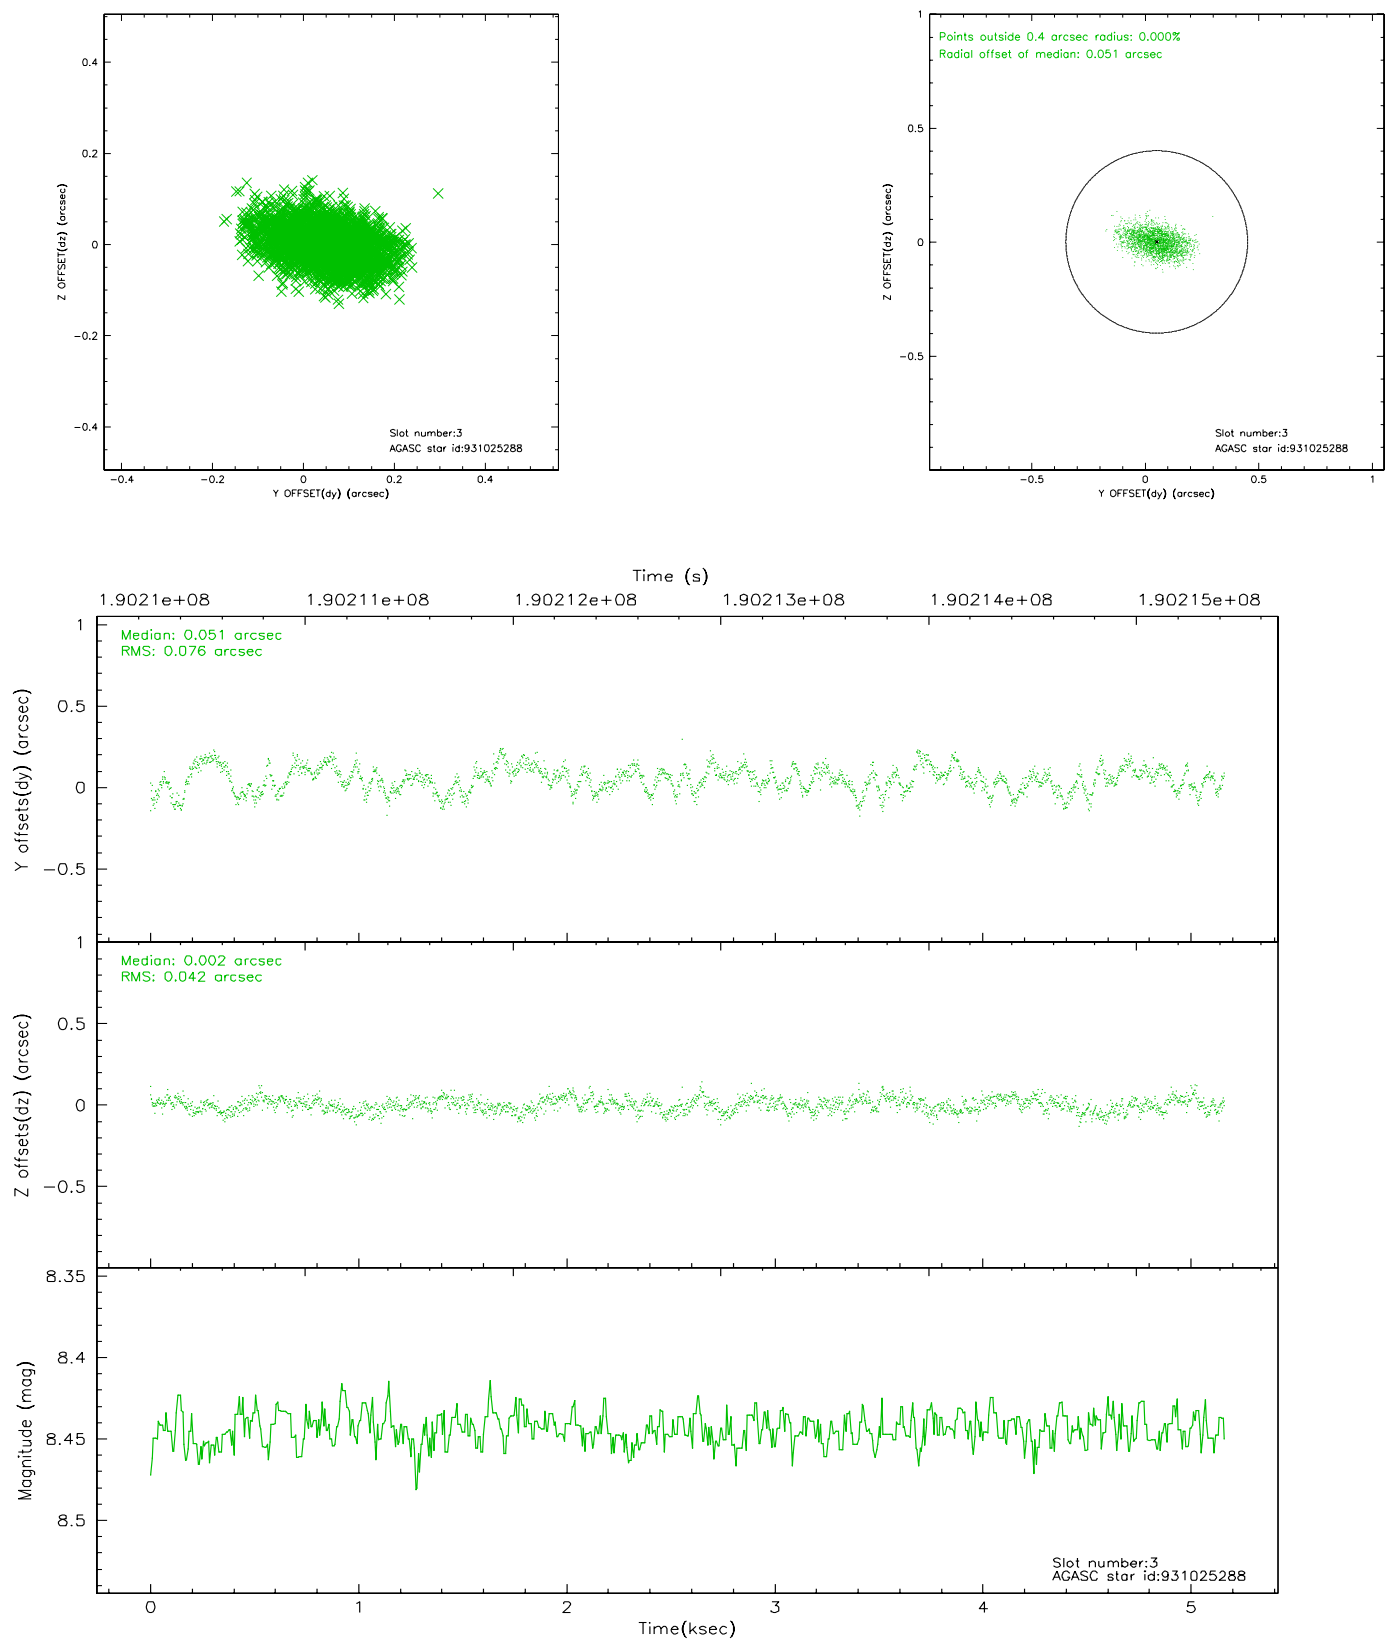 0.4
0.2
0
-0.2
-0.4
Z OFFSET(dz) (arcsec)
Slot number:3
AGASC star id:931025288
-0.4 -0.2 0 0.2 0.4
Y OFFSET(dy) (arcsec)
1
0.5
0
-0.5
Z OFFSET(dz) (arcsec)
Points outside 0.4 arcsec radius: 0.000%
Radial offset of median: 0.051 arcsec
Slot number:3
AGASC star id:931025288
-0.5 0 0.5 1
Y OFFSET(dy) (arcsec)
Time (s)
1.9021e+08 1.90211e+08 1.90212e+08 1.90213e+08 1.90214e+08 1.90215e+08
Median: 0.051 arcsec
RMS: 0.076 arcsec
1
0.5
0
-0.5
Y offsets(dy) (arcsec)
Median: 0.002 arcsec
RMS: 0.042 arcsec
1
0.5
0
-0.5
Z offsets(dz) (arcsec)
8.35
8.4
8.45
8.5
Magnitude (mag)
Slot number:3
AGASC star id:931025288
0 1 2 3 4 5
Time(ksec)